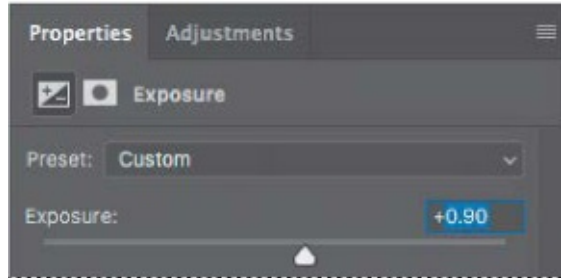 Properties Adjustments
Exposure
Preset: Custom
Exposure: +0.90